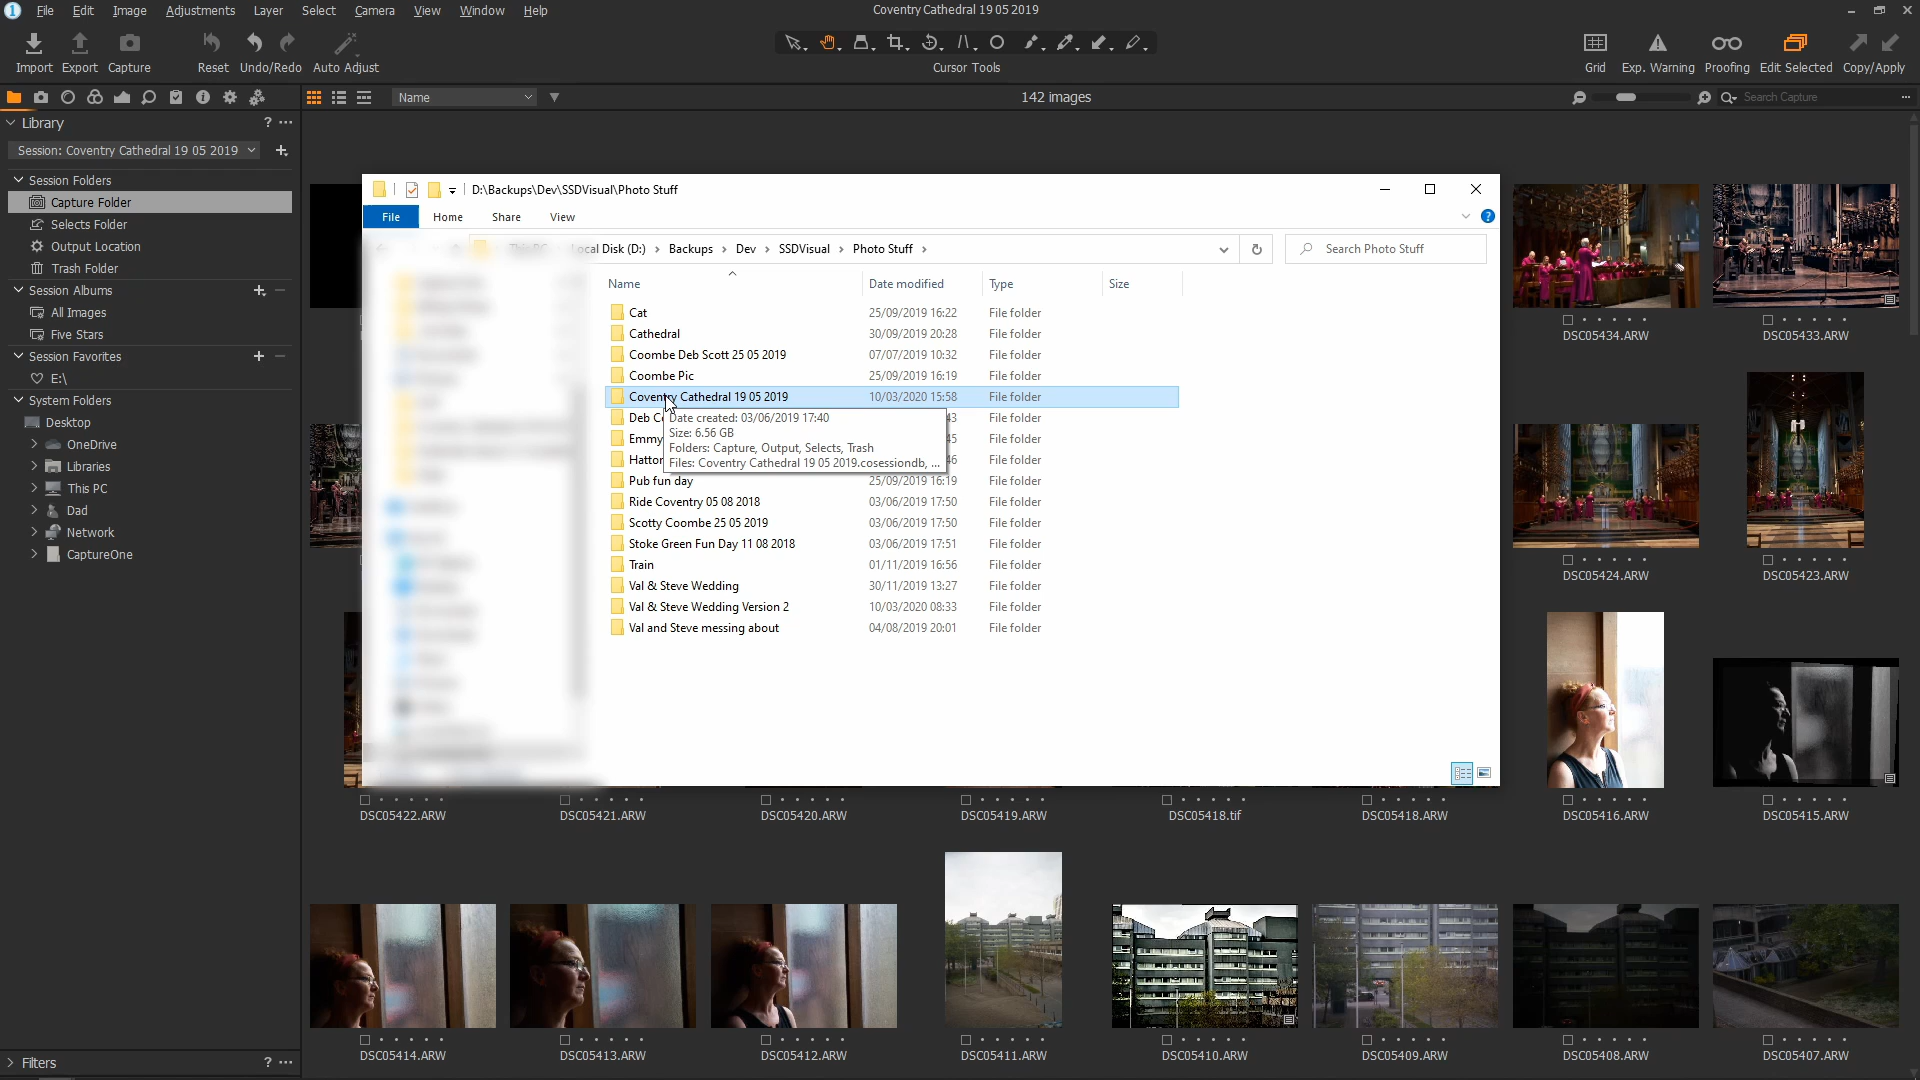 File Edit Image Adjustments Layer Select Camera View Window Help
Coventry Cathedral 19 05 2019
Import Export Capture Reset Undo/Redo Auto Adjust
Cursor Tools
Grid Exp. Warning Proofing Edit Selected Copy/Apply
Name
142 images
Search Capture
Library
Session: Coventry Cathedral 19 05 2019
Session Folders
Capture Folder
Selects Folder
Output Location
Trash Folder
Session Albums
All Images
Five Stars
Session Favorites
E:\
System Folders
Desktop
OneDrive
Libraries
This PC
Dad
Network
CaptureOne
Filters
D:\Backups\Dev\SSDVisual\Photo Stuff
File Home Share View
Local Disk (D:) Backups Dev SSDVisual Photo Stuff
Search Photo Stuff
Name Date modified Type Size
Cat 25/09/2019 16:22 File folder
Cathedral 30/09/2019 20:28 File folder
Coombe Deb Scott 25 05 2019 07/07/2019 10:32 File folder
Coombe Pic 25/09/2019 16:19 File folder
Coventry Cathedral 19 05 2019 10/03/2020 15:58 File folder
Deb Co 43 File folder
Emmy 45 File folder
Hatton 46 File folder
Date created: 03/06/2019 17:40
Size: 6.56 GB
Folders: Capture, Output, Selects, Trash
Files: Coventry Cathedral 19 05 2019.cosessiondb, ...
Pub fun day 25/09/2019 16:19 File folder
Ride Coventry 05 08 2018 03/06/2019 17:50 File folder
Scotty Coombe 25 05 2019 03/06/2019 17:50 File folder
Stoke Green Fun Day 11 08 2018 03/06/2019 17:51 File folder
Train 01/11/2019 16:56 File folder
Val & Steve Wedding 30/11/2019 13:27 File folder
Val & Steve Wedding Version 2 10/03/2020 08:33 File folder
Val and Steve messing about 04/08/2019 20:01 File folder
DSC05434.ARW DSC05433.ARW
DSC05424.ARW DSC05423.ARW
DSC05422.ARW DSC05421.ARW DSC05420.ARW DSC05419.ARW DSC05418.tif DSC05418.ARW DSC05416.ARW DSC05415.ARW
DSC05414.ARW DSC05413.ARW DSC05412.ARW DSC05411.ARW DSC05410.ARW DSC05409.ARW DSC05408.ARW DSC05407.ARW